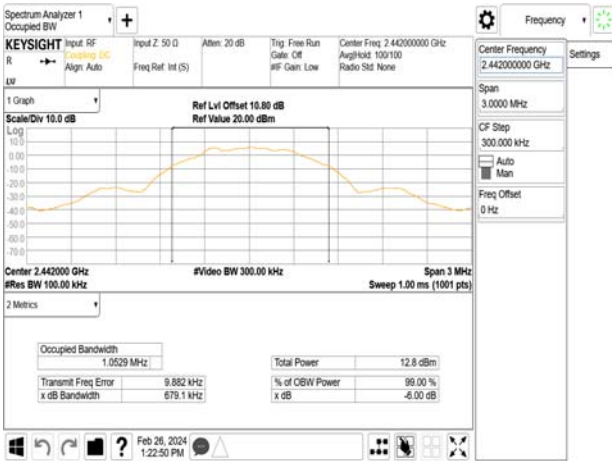 Spectrum Analyzer 1
Occupied BW
+
Frequency
KEYSIGHT Input: RF Input Z: 50 Ω Atten: 20 dB Trig: Free Run Center Freq: 2.442000000 GHz
R Coupling: DC Gate: Off Avg|Hold: 100/100
Align: Auto Freq Ref: Int (S) #IF Gain: Low Radio Std: None
Center Frequency
2.442000000 GHz
Settings
Span
3.0000 MHz
CF Step
300.000 kHz
Auto
Man
Freq Offset
0 Hz
1 Graph
Ref Lvl Offset 10.80 dB
Scale/Div 10.0 dB Ref Value 20.00 dBm
Log
10.0
0.00
-10.0
-20.0
-30.0
-40.0
-50.0
-60.0
-70.0
Center 2.442000 GHz #Video BW 300.00 kHz Span 3 MHz
#Res BW 100.00 kHz Sweep 1.00 ms (1001 pts)
2 Metrics
Occupied Bandwidth
1.0529 MHz Total Power 12.8 dBm
Transmit Freq Error 9.882 kHz % of OBW Power 99.00 %
x dB Bandwidth 679.1 kHz x dB -6.00 dB
? Feb 26, 2024
1:22:50 PM